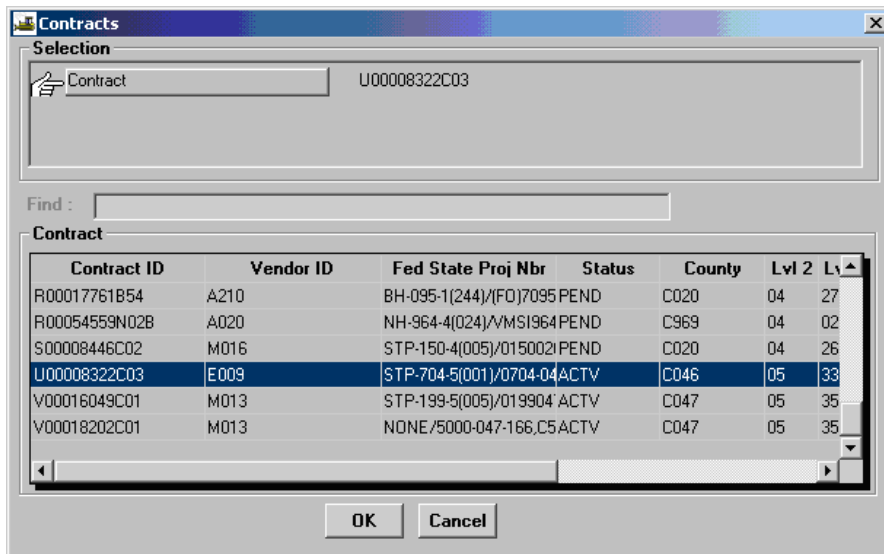 Contracts
Selection
Contract U00008322C03
Find :
Contract
Contract ID Vendor ID Fed State Proj Nbr Status County Lvl 2 Lv
R00017761B54 A210 BH-095-1(244)/(FO)7095 PEND C020 04 27
R00054559N02B A020 NH-964-4(024)/VMSI964 PEND C969 04 02
S00008446C02 M016 STP-150-4(005)/015002 PEND C020 04 26
U00008322C03 E009 STP-704-5(001)/0704-04 ACTV C046 05 33
V00016049C01 M013 STP-199-5(005)/019904 ACTV C047 05 35
V00018202C01 M013 NONE/5000-047-166,C5 ACTV C047 05 35
OK Cancel